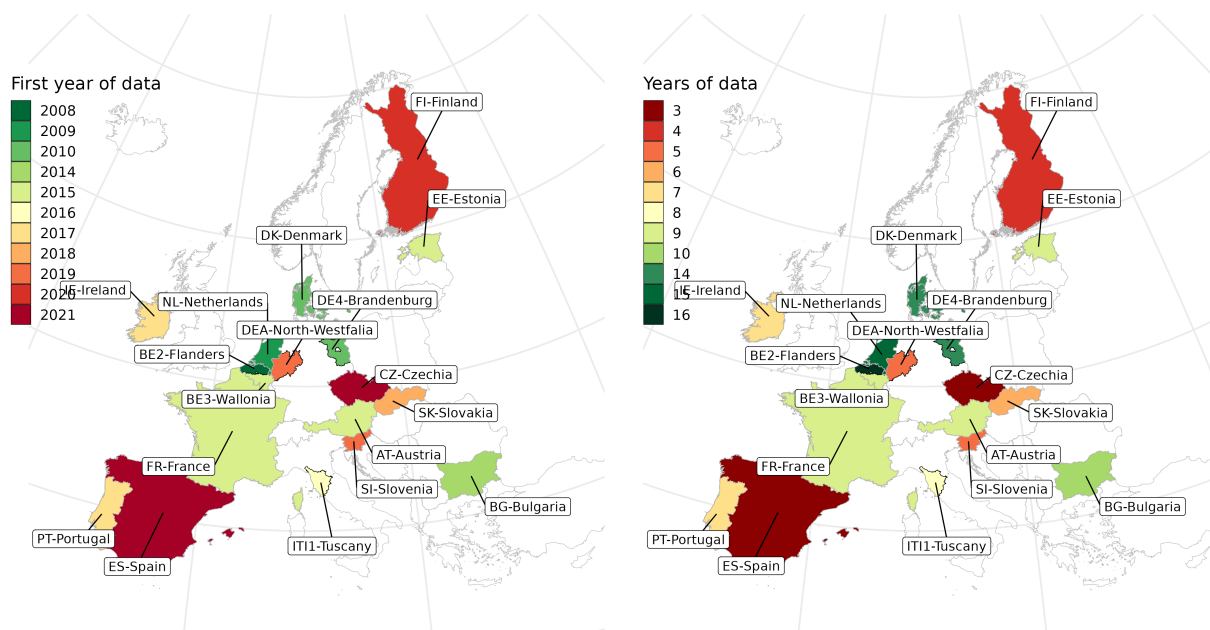 First year of data
2008
2009
2010
2014
2015
2016
2017
2018
2019
2020
2021
FI-Finland
EE-Estonia
DK-Denmark
IE-Ireland
NL-Netherlands
DE4-Brandenburg
DEA-North-Westfalia
BE2-Flanders
CZ-Czechia
BE3-Wallonia
SK-Slovakia
AT-Austria
FR-France
SI-Slovenia
BG-Bulgaria
PT-Portugal
ITI1-Tuscany
ES-Spain
Years of data
3
4
5
6
7
8
9
10
14
15
16
FI-Finland
EE-Estonia
DK-Denmark
IE-Ireland
NL-Netherlands
DE4-Brandenburg
DEA-North-Westfalia
BE2-Flanders
CZ-Czechia
BE3-Wallonia
SK-Slovakia
AT-Austria
FR-France
SI-Slovenia
BG-Bulgaria
PT-Portugal
ITI1-Tuscany
ES-Spain